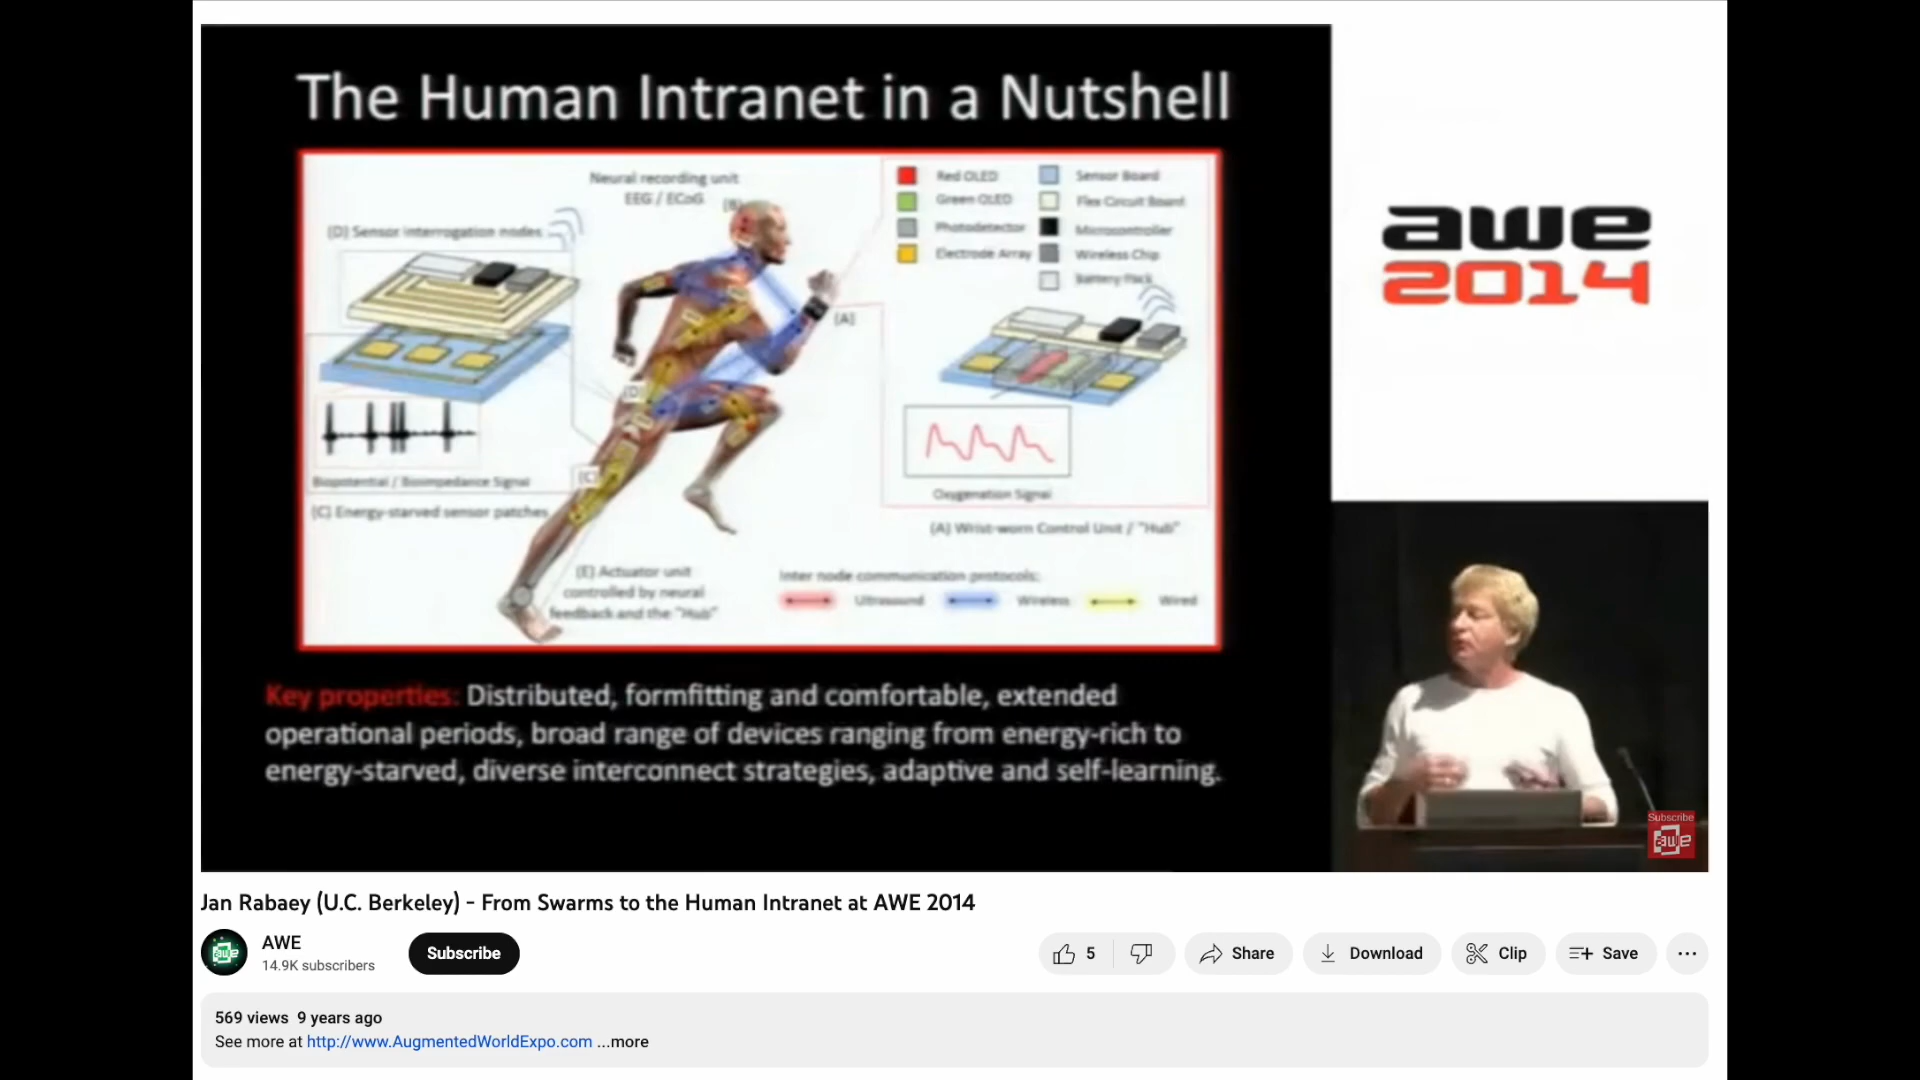 The Human Intranet in a Nutshell
Neural recording unit
EEG / ECoG (B)
(D) Sensor interrogation nodes
Red OLED
Green OLED
Photodetector
Electrode Array
Sensor Board
Flex Circuit Board
Microcontroller
Wireless Chip
Battery Pack
(A)
(D)
(C)
Biopotential / Bioimpedance Signal
(C) Energy-starved sensor patches
Oxygenation Signal
(A) Wrist-worn Control Unit / "Hub"
(E) Actuator unit
controlled by neural
feedback and the "Hub"
Inter node communication protocols:
Ultrasound Wireless Wired
Key properties: Distributed, formfitting and comfortable, extended
operational periods, broad range of devices ranging from energy-rich to
energy-starved, diverse interconnect strategies, adaptive and self-learning.
awe
2014
Subscribe
awe
Jan Rabaey (U.C. Berkeley) - From Swarms to the Human Intranet at AWE 2014
awe
AWE
14.9K subscribers
Subscribe
5
Share
Download
Clip
Save
569 views 9 years ago
See more at http://www.AugmentedWorldExpo.com ...more